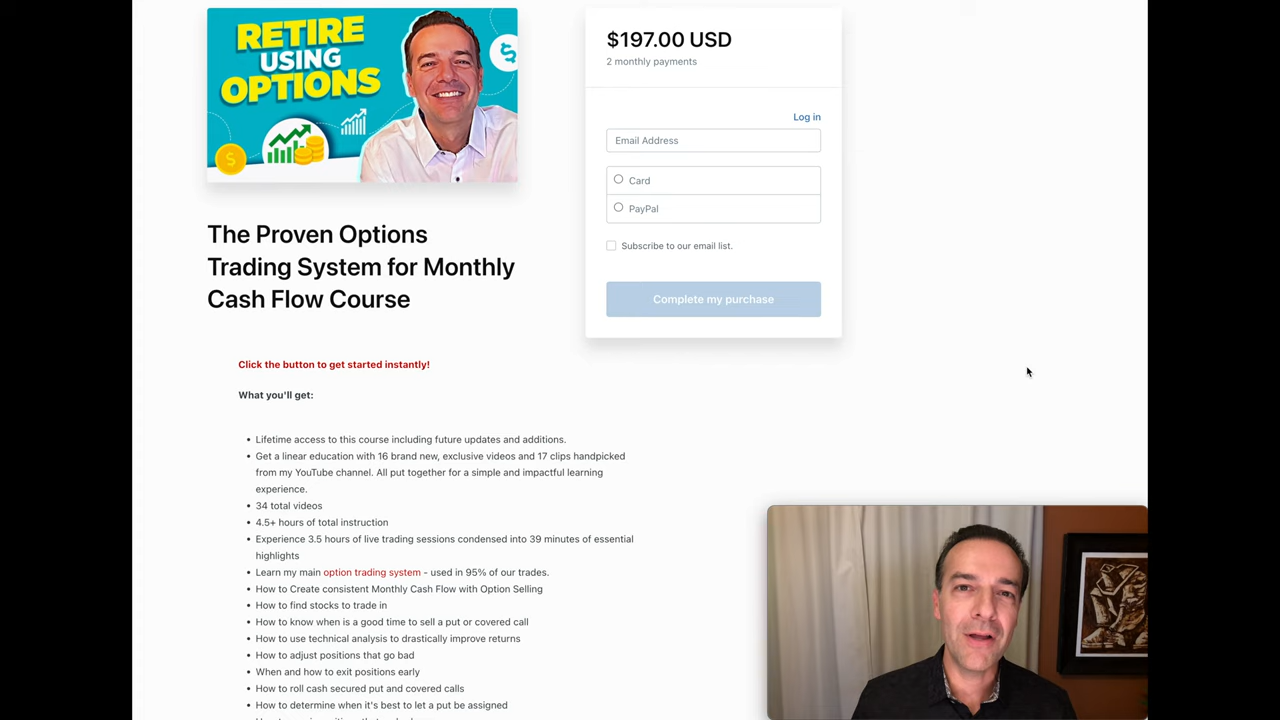 RETIRE
USING
OPTIONS
The Proven Options
Trading System for Monthly
Cash Flow Course
Click the button to get started instantly!
What you'll get:
• Lifetime access to this course including future updates and additions.
• Get a linear education with 16 brand new, exclusive videos and 17 clips handpicked
from my YouTube channel. All put together for a simple and impactful learning
experience.
• 34 total videos
• 4.5+ hours of total instruction
• Experience 3.5 hours of live trading sessions condensed into 39 minutes of essential
highlights
• Learn my main option trading system - used in 95% of our trades.
• How to Create consistent Monthly Cash Flow with Option Selling
• How to find stocks to trade in
• How to know when is a good time to sell a put or covered call
• How to use technical analysis to drastically improve returns
• How to adjust positions that go bad
• When and how to exit positions early
• How to roll cash secured put and covered calls
• How to determine when it's best to let a put be assigned
$197.00 USD
2 monthly payments
Log in
Email Address
Card
PayPal
Subscribe to our email list.
Complete my purchase